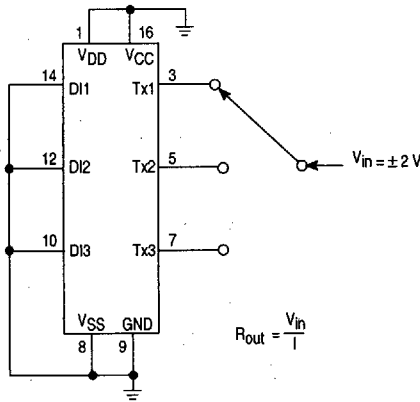 1 16
VDD VCC
14 DI1 Tx1 3
12 DI2 Tx2 5
Vin = ±2 V
10 DI3 Tx3 7
VSS GND
8 9
Rout = Vin / I